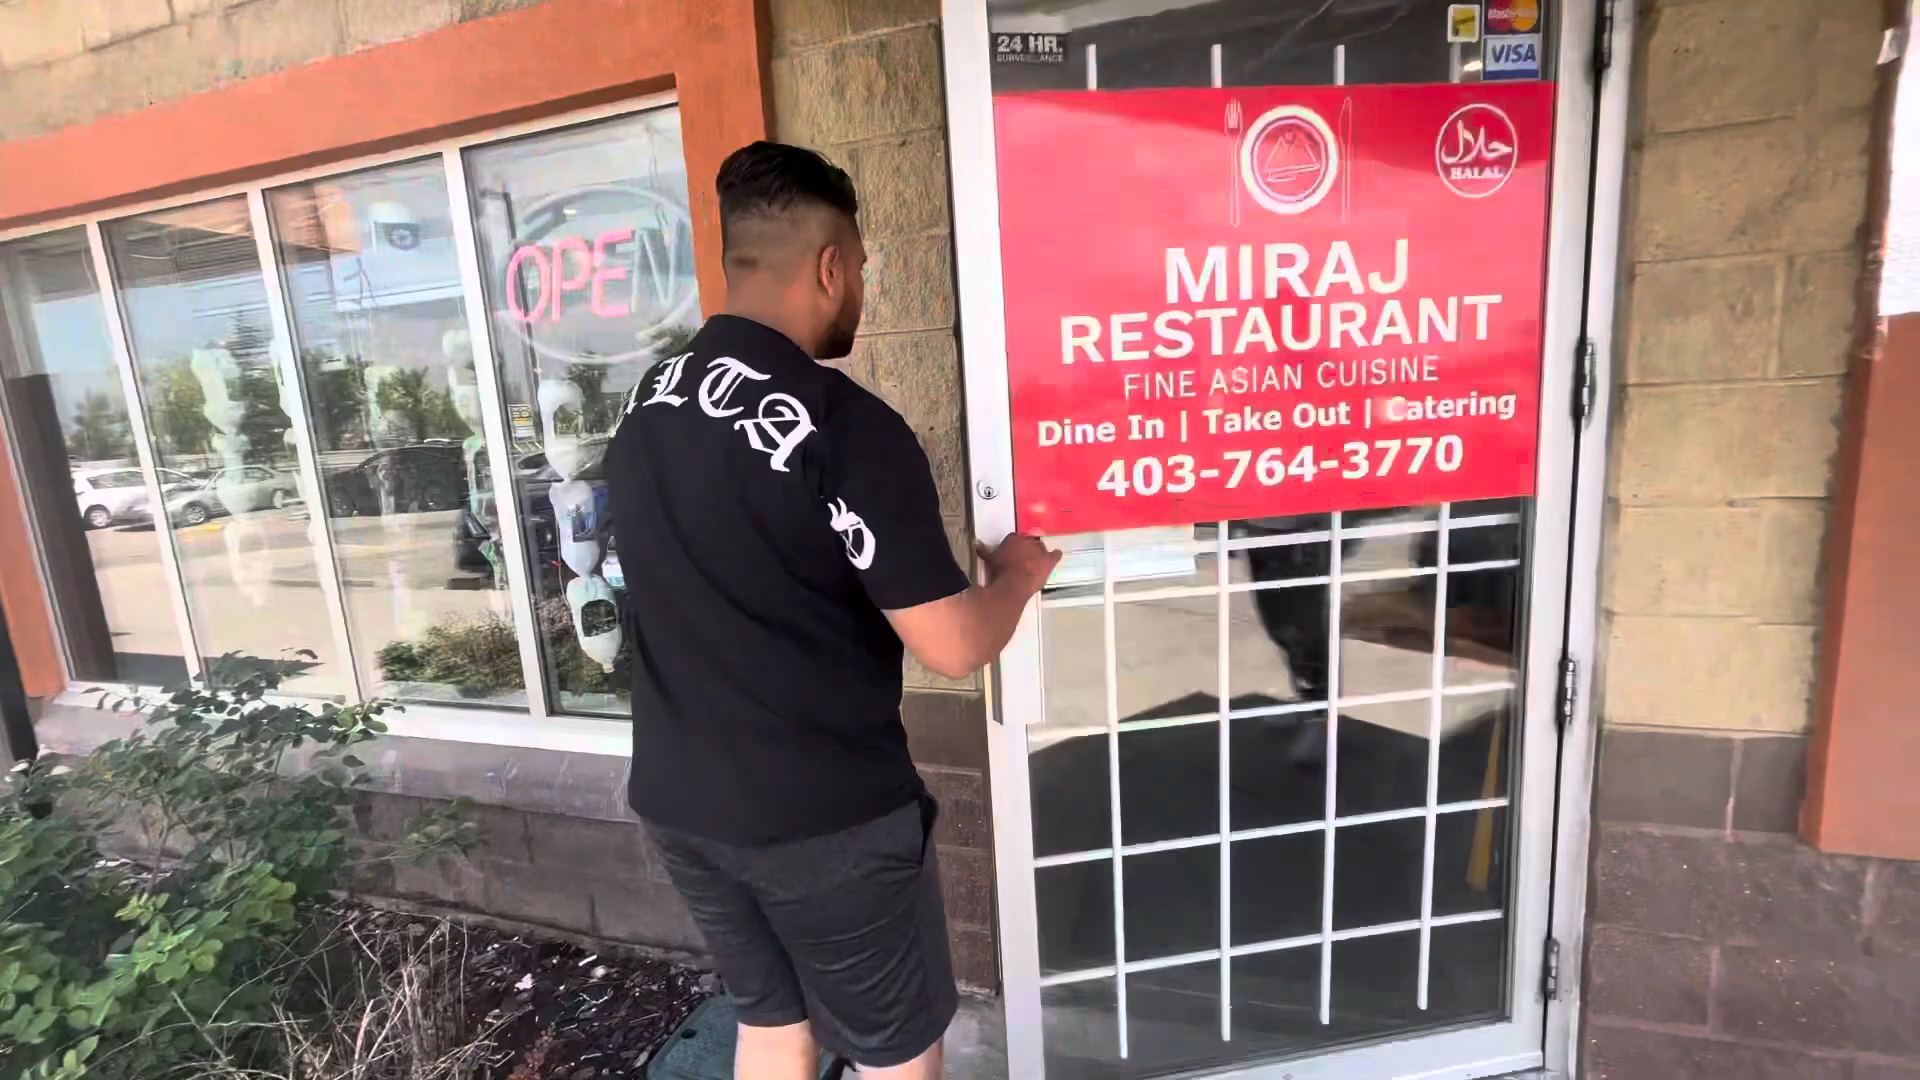 24 HR.
SURVEILLANCE
VISA
حلال
HALAL
OPEN
MIRAJ
RESTAURANT
FINE ASIAN CUISINE
Dine In | Take Out | Catering
403-764-3770